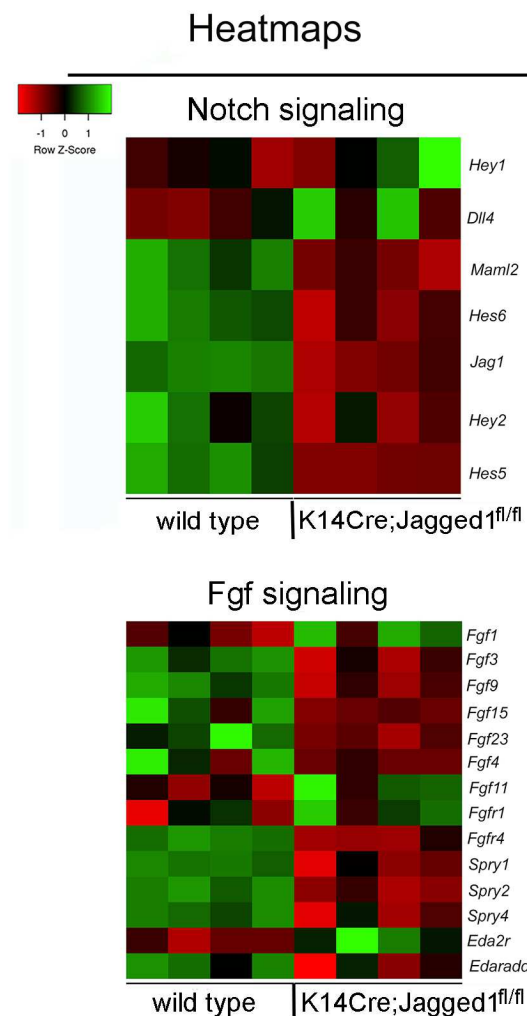 Heatmaps
-1 0 1
Row Z-Score
Notch signaling
Hey1
Dll4
Maml2
Hes6
Jag1
Hey2
Hes5
wild type K14Cre;Jagged1fl/fl
Fgf signaling
Fgf1
Fgf3
Fgf9
Fgf15
Fgf23
Fgf4
Fgf11
Fgfr1
Fgfr4
Spry1
Spry2
Spry4
Eda2r
Edaradd
wild type K14Cre;Jagged1fl/fl